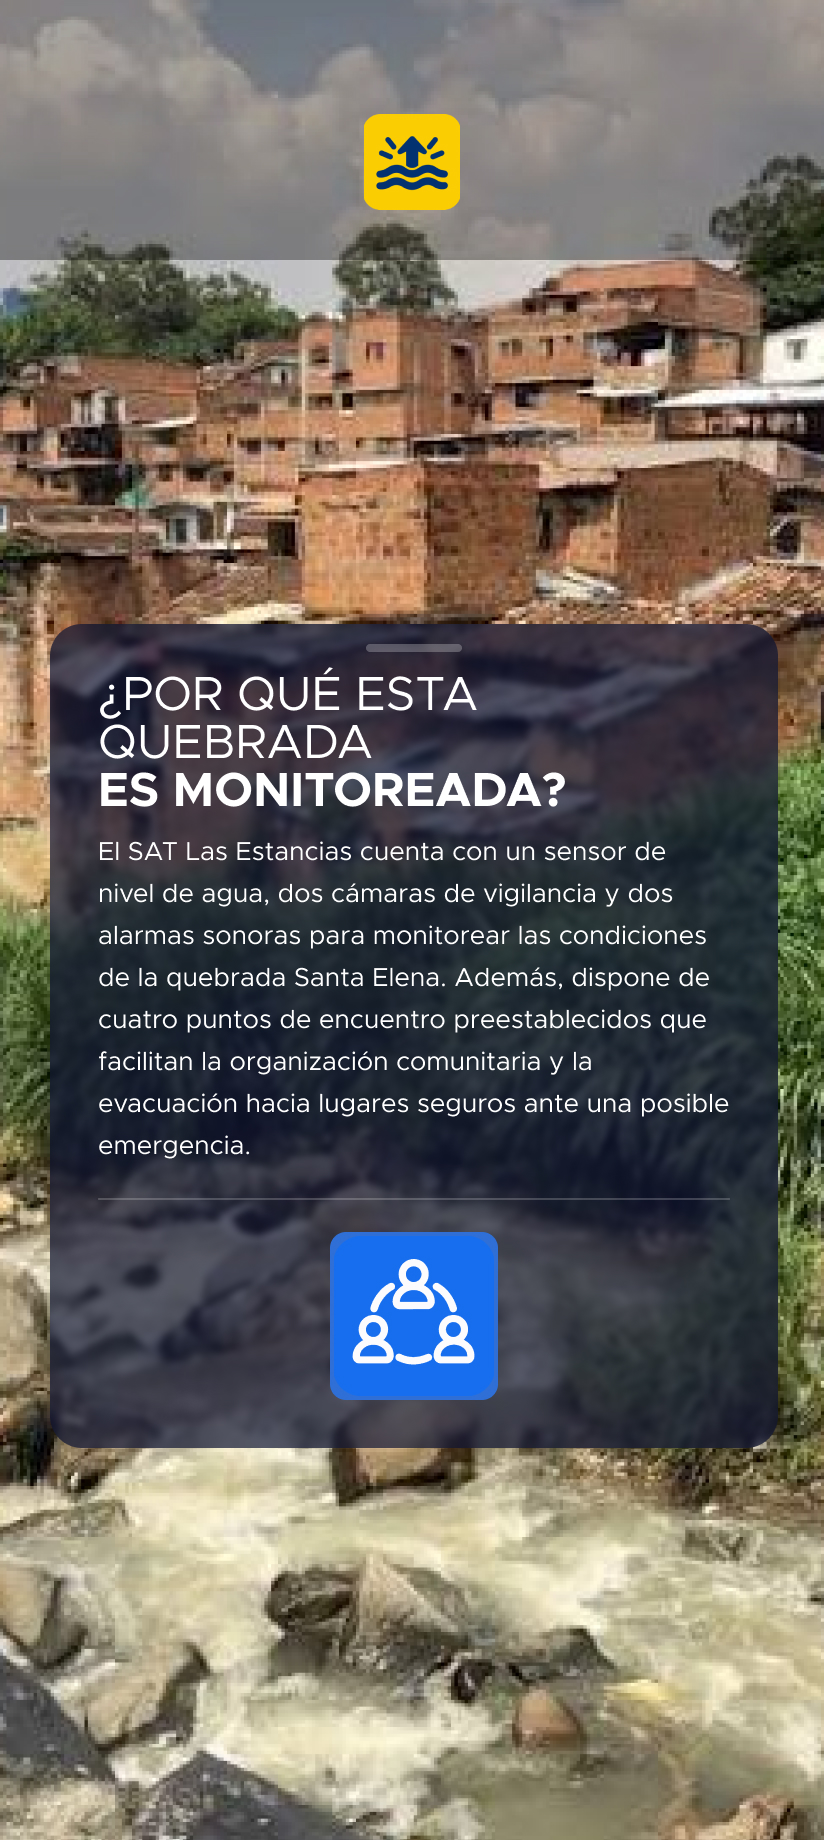 ¿POR QUÉ ESTA
QUEBRADA
ES MONITOREADA?
El SAT Las Estancias cuenta con un sensor de
nivel de agua, dos cámaras de vigilancia y dos
alarmas sonoras para monitorear las condiciones
de la quebrada Santa Elena. Además, dispone de
cuatro puntos de encuentro preestablecidos que
facilitan la organización comunitaria y la
evacuación hacia lugares seguros ante una posible
emergencia.